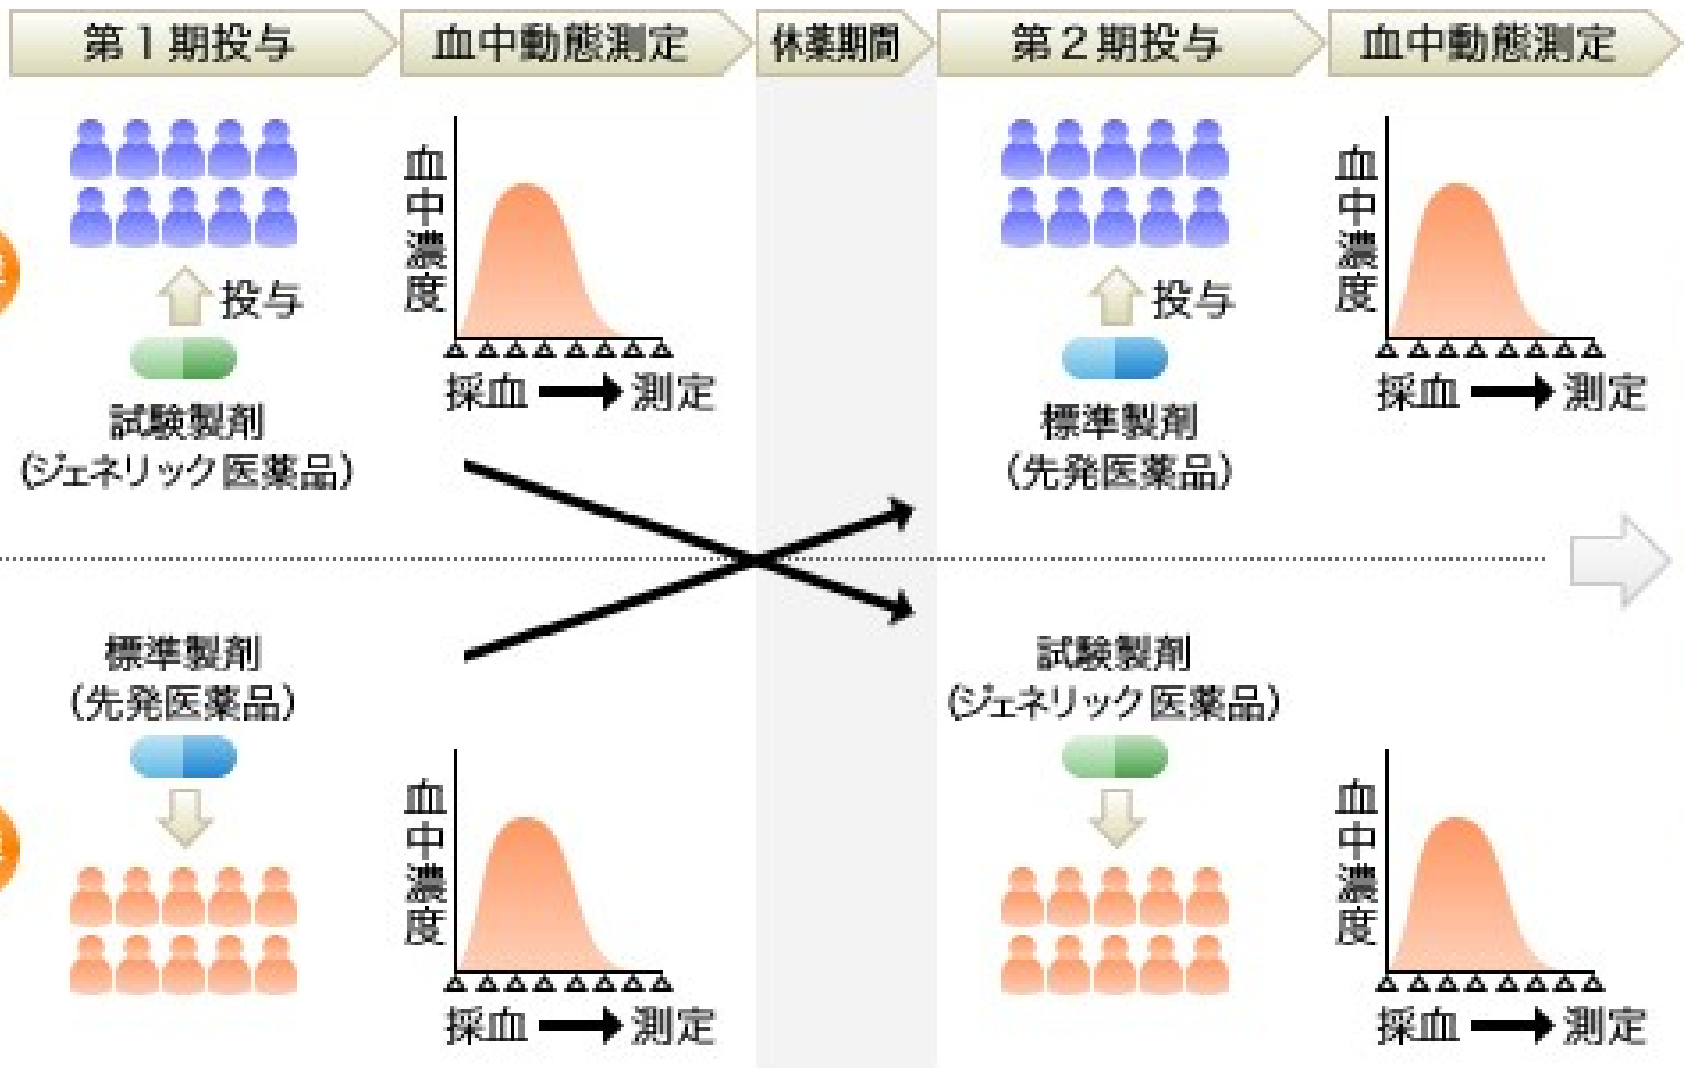 第1期投与
血中動態測定
休薬期間
第2期投与
血中動態測定
投与
試験製剤
(ジェネリック医薬品)
血中濃度
採血 → 測定
投与
標準製剤
(先発医薬品)
血中濃度
採血 → 測定
標準製剤
(先発医薬品)
血中濃度
採血 → 測定
試験製剤
(ジェネリック医薬品)
血中濃度
採血 → 測定